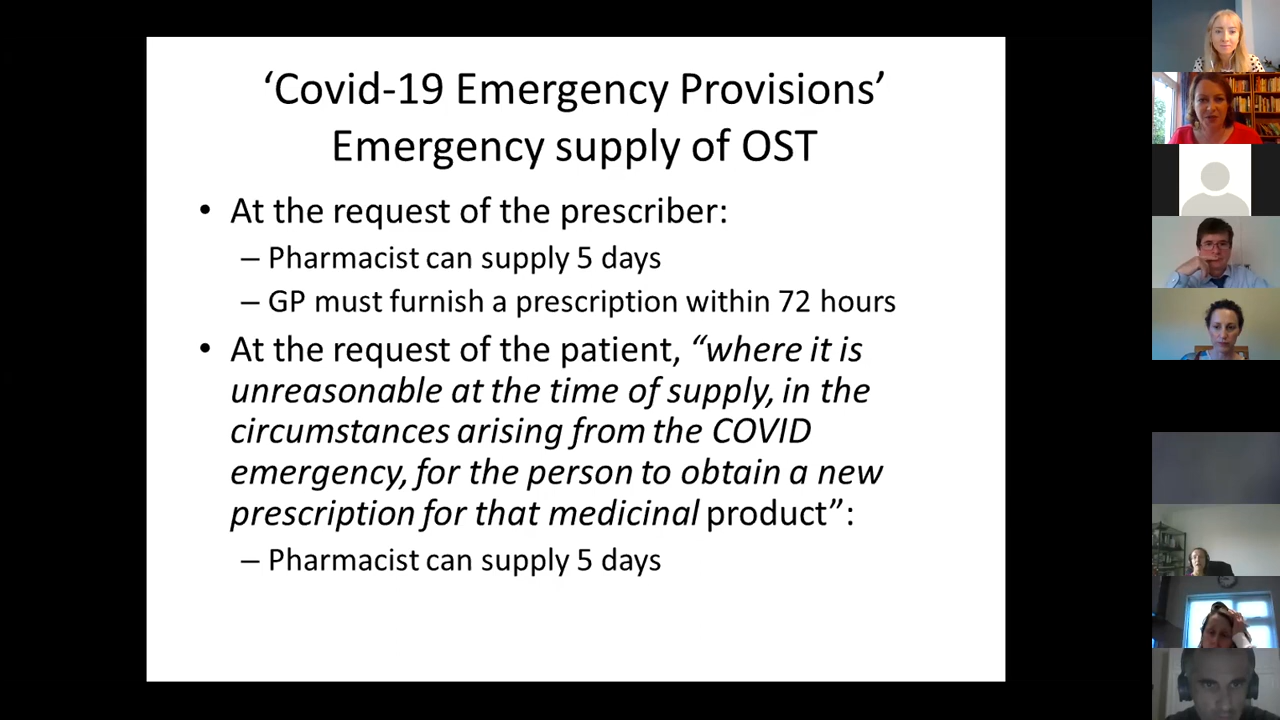 ‘Covid-19 Emergency Provisions’
Emergency supply of OST
• At the request of the prescriber:
– Pharmacist can supply 5 days
– GP must furnish a prescription within 72 hours
• At the request of the patient, “where it is
unreasonable at the time of supply, in the
circumstances arising from the COVID
emergency, for the person to obtain a new
prescription for that medicinal product”:
– Pharmacist can supply 5 days